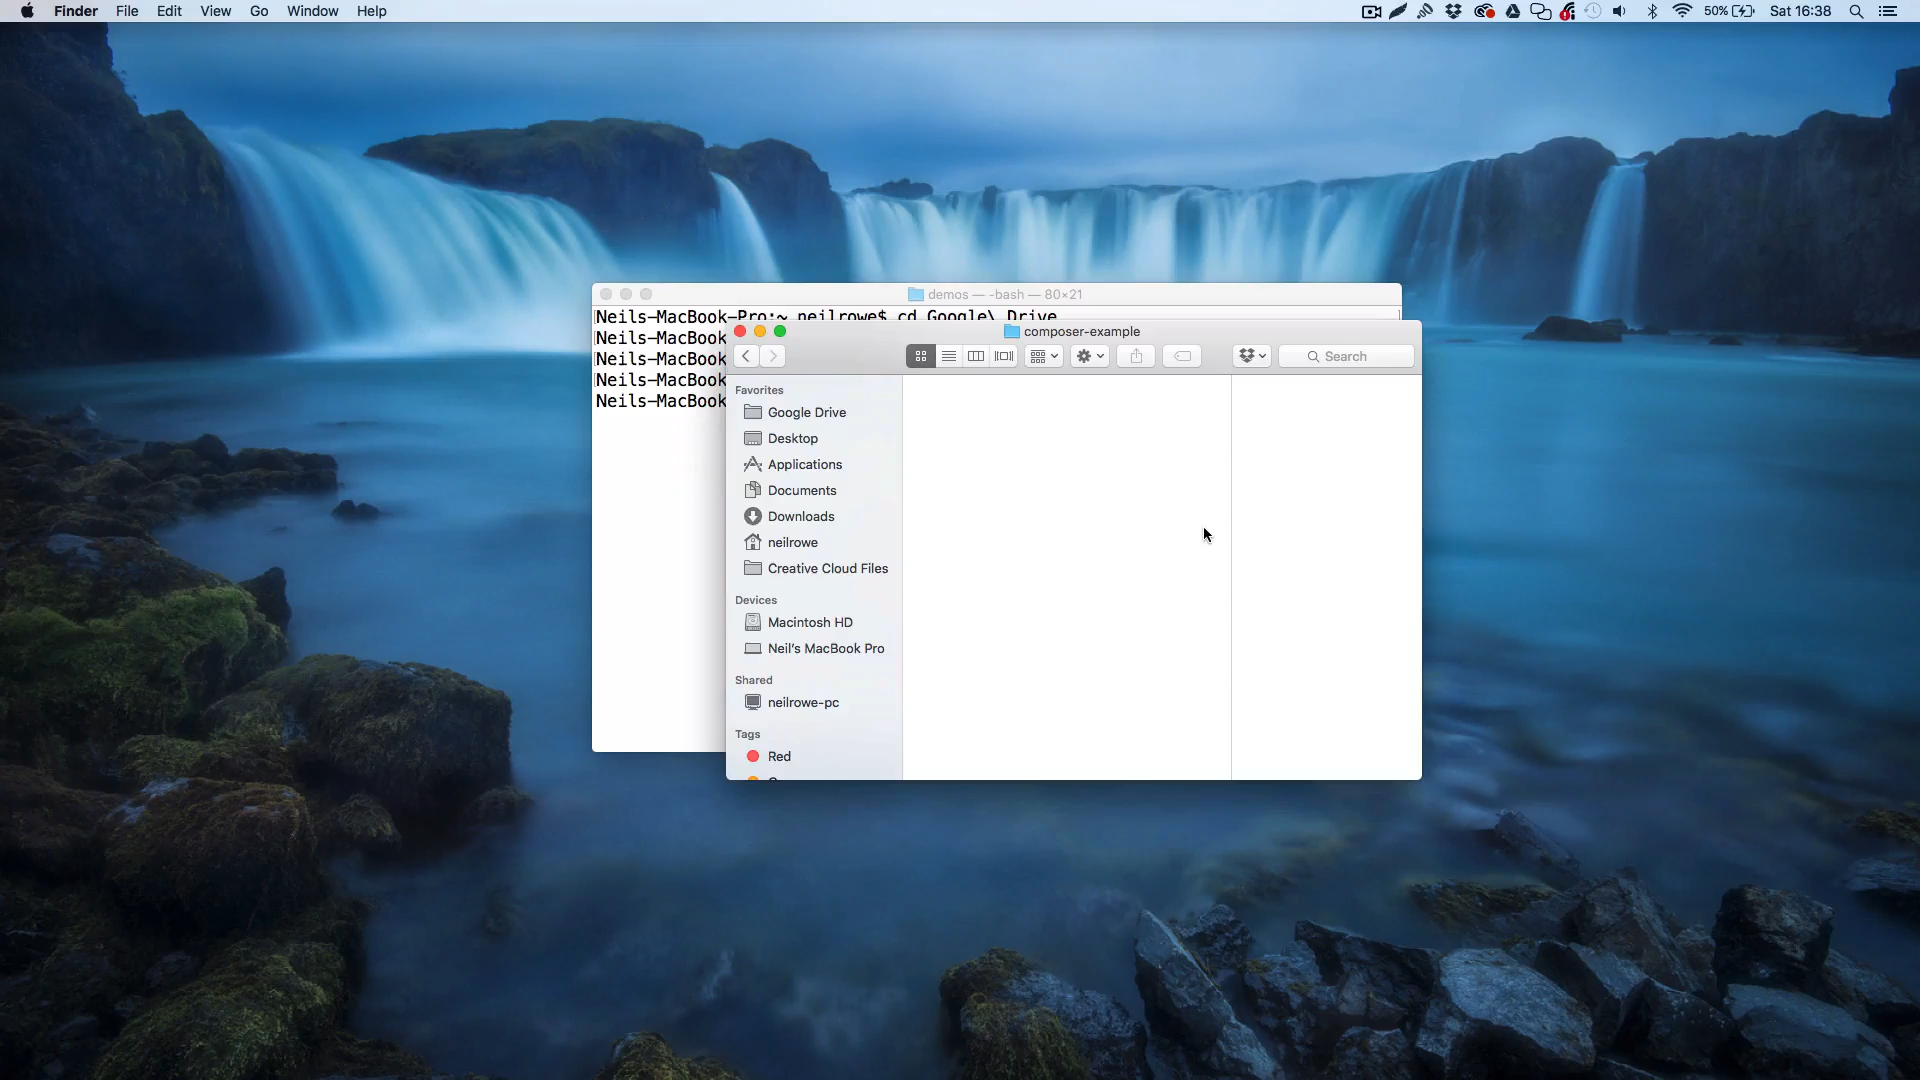 Finder File Edit View Go Window Help 50% Sat 16:38
demos — -bash — 80×21
Neils-MacBook-Pro:~ neilrowe$ cd Google\ Drive
Neils-MacBook
Neils-MacBook
Neils-MacBook
Neils-MacBook
composer-example
Search
Favorites
Google Drive
Desktop
Applications
Documents
Downloads
neilrowe
Creative Cloud Files
Devices
Macintosh HD
Neil's MacBook Pro
Shared
neilrowe-pc
Tags
Red